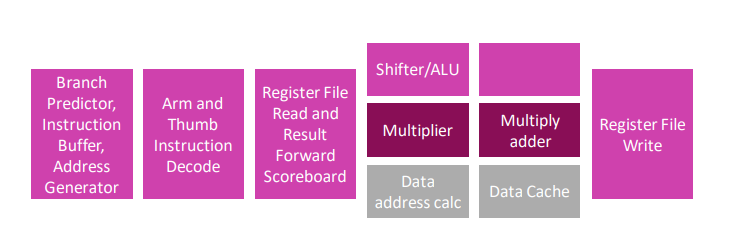 Branch
Predictor,
Instruction
Buffer,
Address
Generator
Arm and
Thumb
Instruction
Decode
Register File
Read and
Result
Forward
Scoreboard
Shifter/ALU
Multiplier
Data
address calc
Multiply
adder
Data Cache
Register File
Write